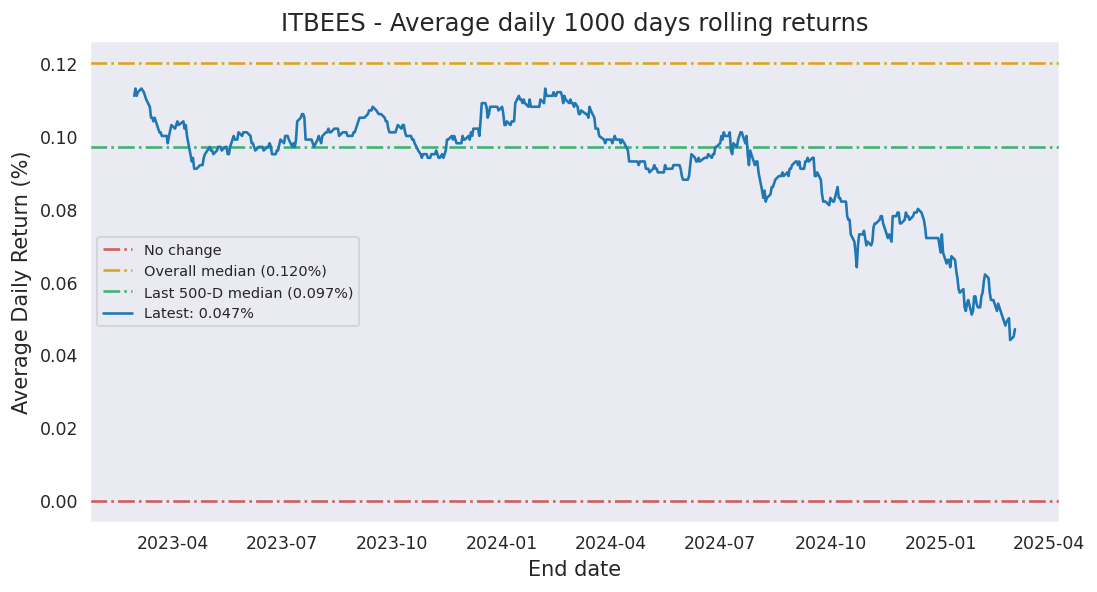 ITBEES - Average daily 1000 days rolling returns
Average Daily Return (%)
0.12
0.10
0.08
0.06
0.04
0.02
0.00
No change
Overall median (0.120%)
Last 500-D median (0.097%)
Latest: 0.047%
2023-04 2023-07 2023-10 2024-01 2024-04 2024-07 2024-10 2025-01 2025-04
End date